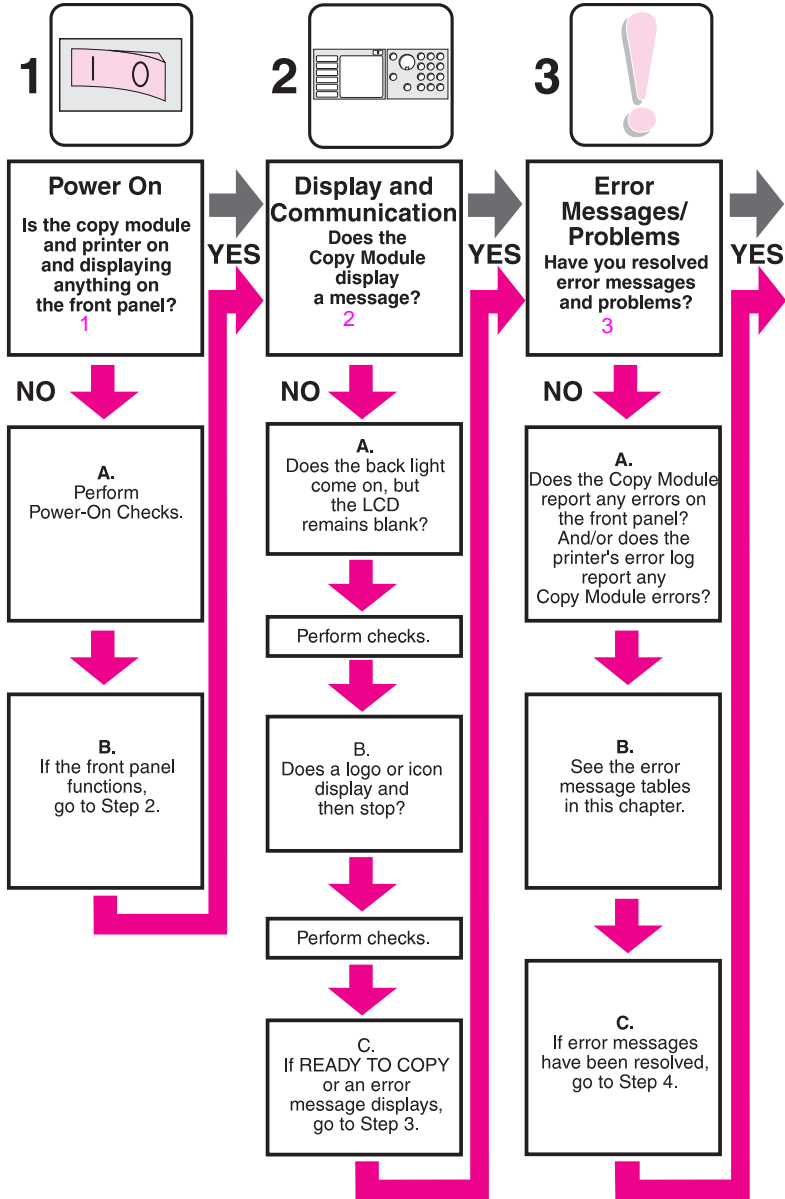 1
I O
Power On
Is the copy module
and printer on
and displaying
anything on
the front panel?
1
YES
NO
A.
Perform
Power-On Checks.
B.
If the front panel
functions,
go to Step 2.
2
Display and
Communication
Does the
Copy Module
display
a message?
2
YES
NO
A.
Does the back light
come on, but
the LCD
remains blank?
Perform checks.
B.
Does a logo or icon
display and
then stop?
Perform checks.
C.
If READY TO COPY
or an error
message displays,
go to Step 3.
3
Error
Messages/
Problems
Have you resolved
error messages
and problems?
3
YES
NO
A.
Does the Copy Module
report any errors on
the front panel?
And/or does the
printer's error log
report any
Copy Module errors?
B.
See the error
message tables
in this chapter.
C.
If error messages
have been resolved,
go to Step 4.